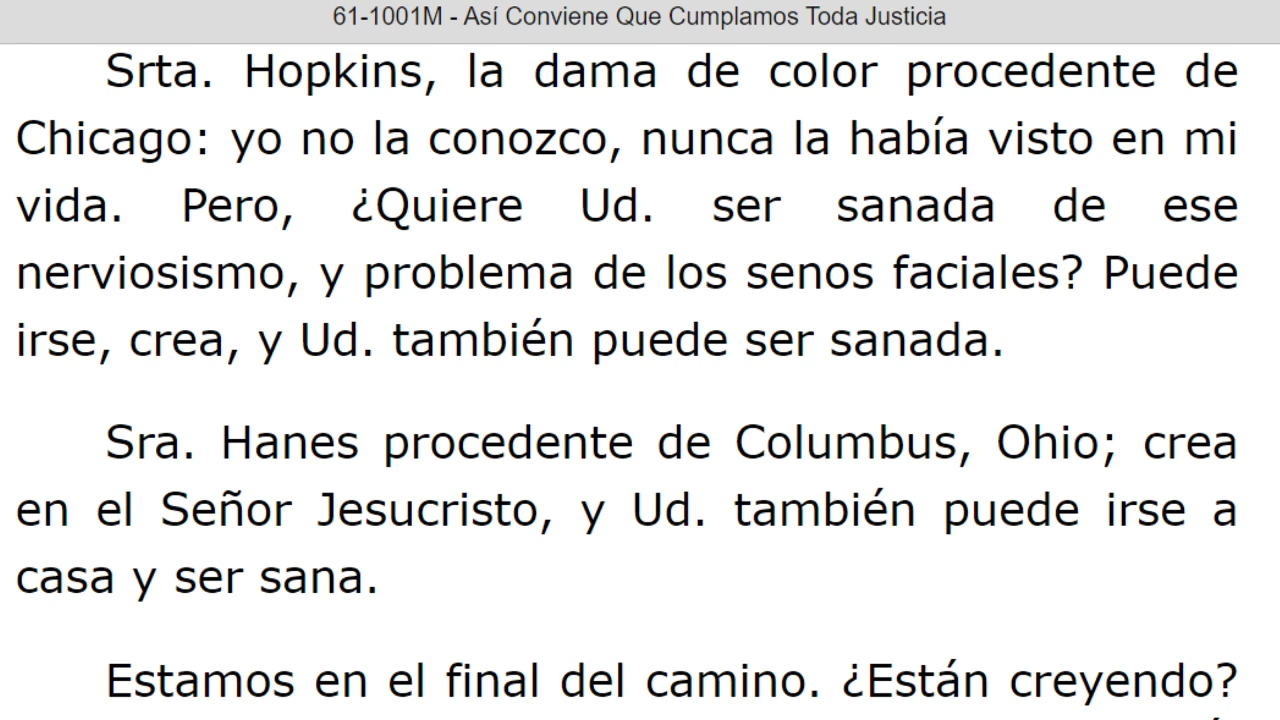 61-1001M - Así Conviene Que Cumplamos Toda Justicia
Srta. Hopkins, la dama de color procedente de
Chicago: yo no la conozco, nunca la había visto en mi
vida. Pero, ¿Quiere Ud. ser sanada de ese
nerviosismo, y problema de los senos faciales? Puede
irse, crea, y Ud. también puede ser sanada.
Sra. Hanes procedente de Columbus, Ohio; crea
en el Señor Jesucristo, y Ud. también puede irse a
casa y ser sana.
Estamos en el final del camino. ¿Están creyendo?